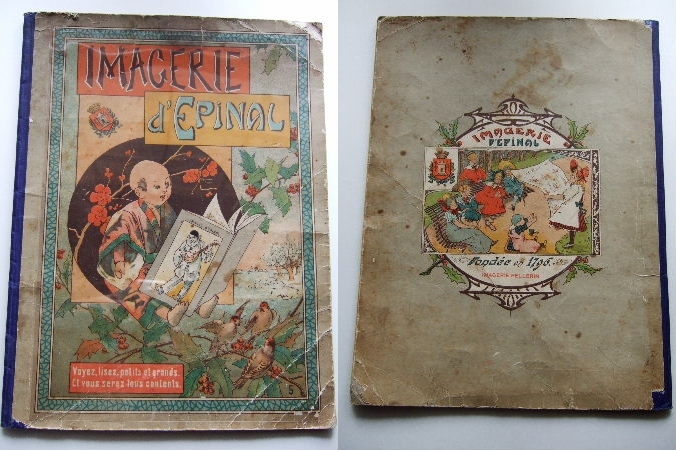 IMAGERIE
d'EPINAL
Voyez, lisez, petits et grands.
Et vous serez tous contents.
IMAGERIE
D'EPINAL
Fondée en 1796.
IMAGERIE PELLERIN